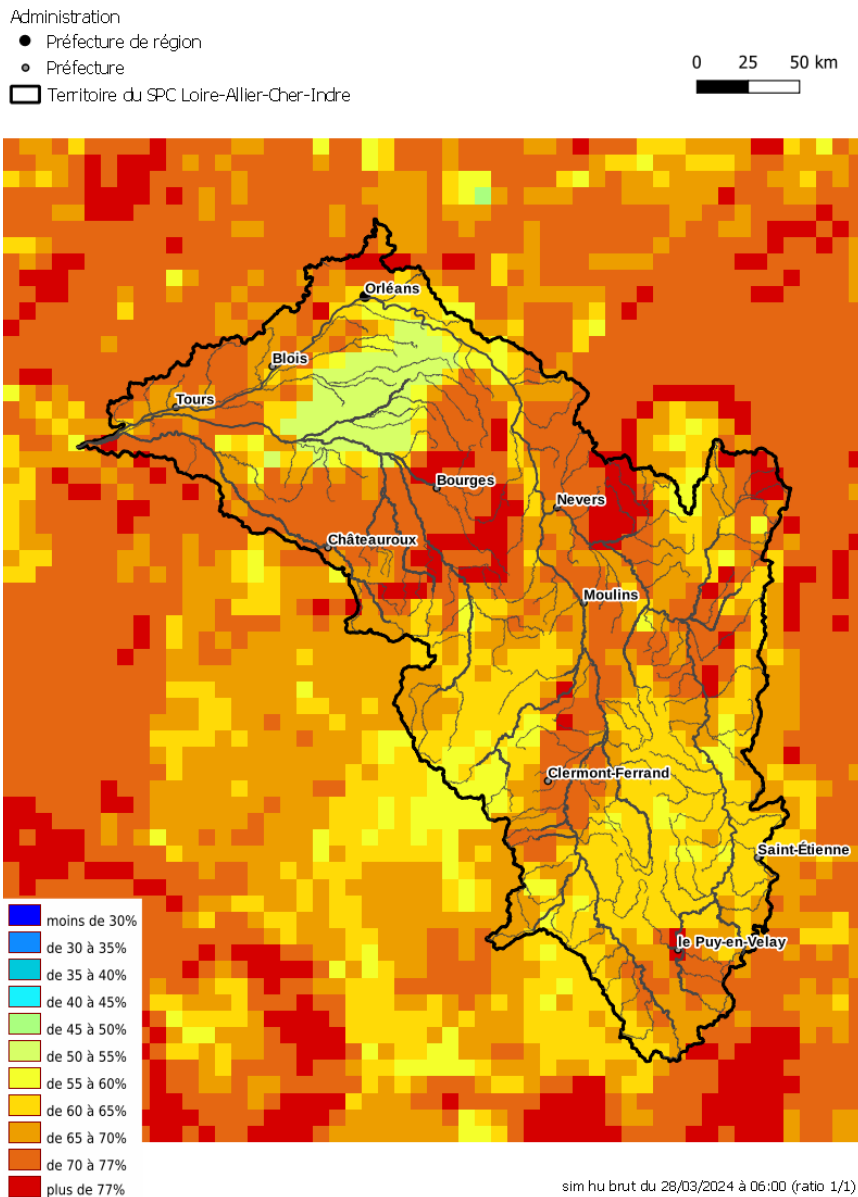 Administration
Préfecture de région
Préfecture
Territoire du SPC Loire-Allier-Cher-Indre
0 25 50 km
Orléans
Blois
Tours
Bourges
Nevers
Châteauroux
Moulins
Clermont-Ferrand
Saint-Étienne
le Puy-en-Velay
moins de 30%
de 30 à 35%
de 35 à 40%
de 40 à 45%
de 45 à 50%
de 50 à 55%
de 55 à 60%
de 60 à 65%
de 65 à 70%
de 70 à 77%
plus de 77%
sim hu brut du 28/03/2024 à 06:00 (ratio 1/1)